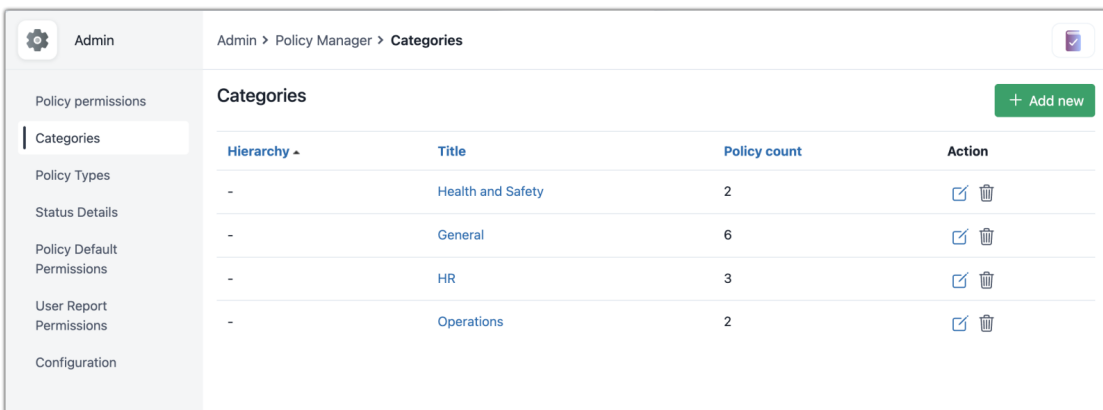 Admin
Admin > Policy Manager > Categories
Policy permissions
Categories
Policy Types
Status Details
Policy Default
Permissions
User Report
Permissions
Configuration
Categories
+ Add new
Hierarchy Title Policy count Action
- Health and Safety 2
- General 6
- HR 3
- Operations 2